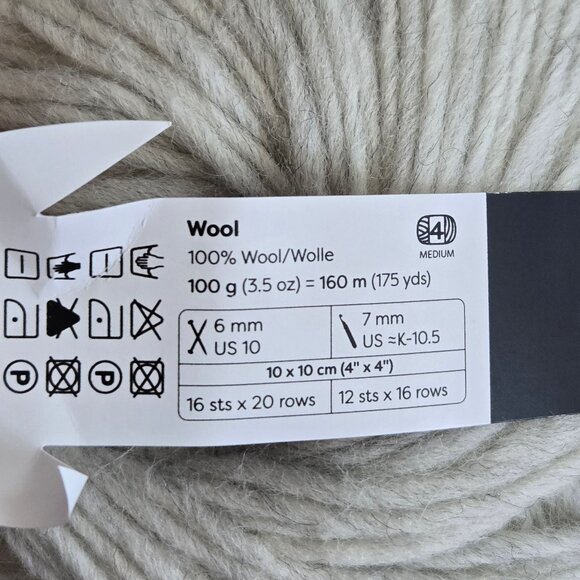 Wool
4
MEDIUM
100% Wool/Wolle
100 g (3.5 oz) = 160 m (175 yds)
6 mm
US 10
7 mm
US ≈K-10.5
10 x 10 cm (4" x 4")
16 sts x 20 rows
12 sts x 16 rows
P P